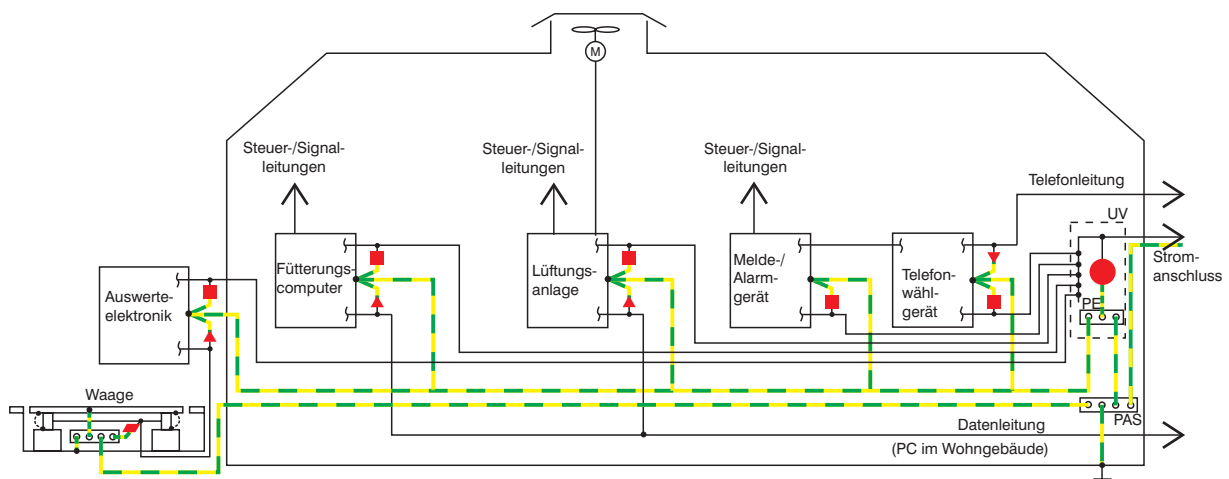 M
Steuer-/Signal-
leitungen
Steuer-/Signal-
leitungen
Steuer-/Signal-
leitungen
Telefonleitung
UV
Strom-
anschluss
Fütterungs-
computer
Lüftungs-
anlage
Melde-/
Alarm-
gerät
Telefon-
wähl-
gerät
Auswerte-
elektronik
PE
Waage
PAS
Datenleitung
(PC im Wohngebäude)